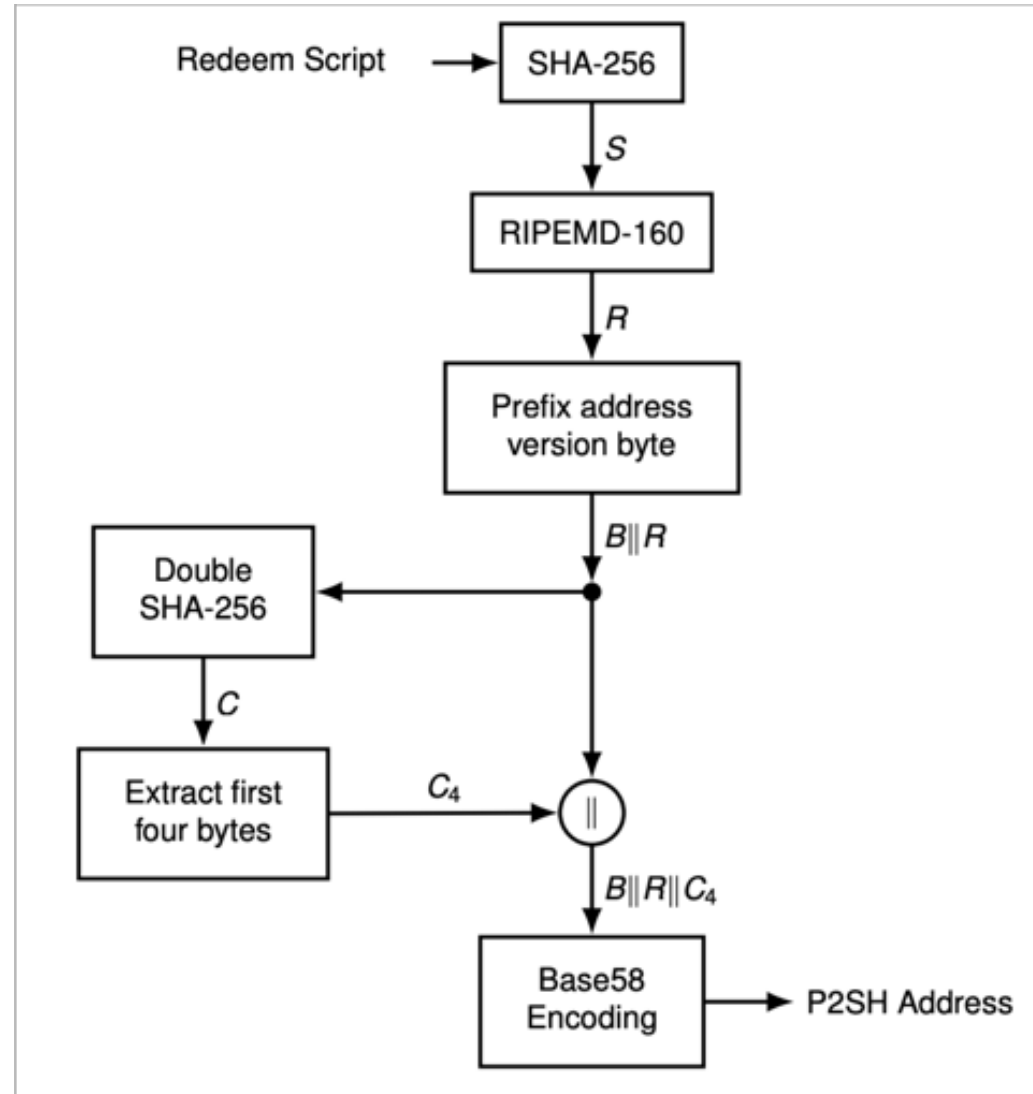 Redeem Script
SHA-256
S
RIPEMD-160
R
Prefix address
version byte
B||R
Double
SHA-256
C
Extract first
four bytes
C₄
||
B||R||C₄
Base58
Encoding
P2SH Address